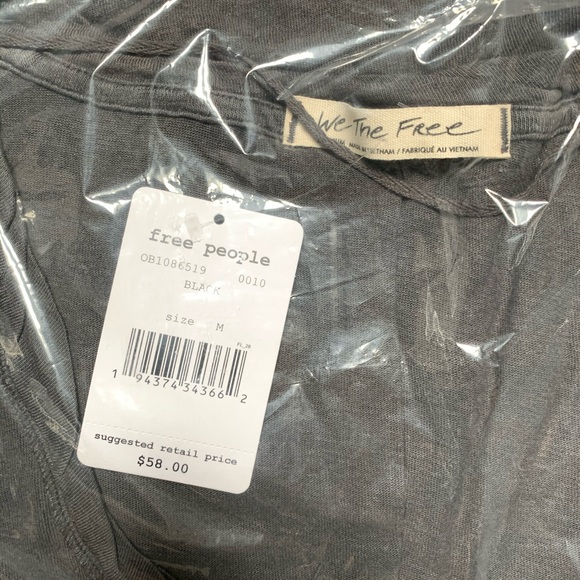 We The Free
MADE IN VIETNAM / FABRIQUÉ AU VIETNAM
free people
OB1086519 0010
BLACK
size M
PL_28
1 94374 34366 2
suggested retail price
$58.00